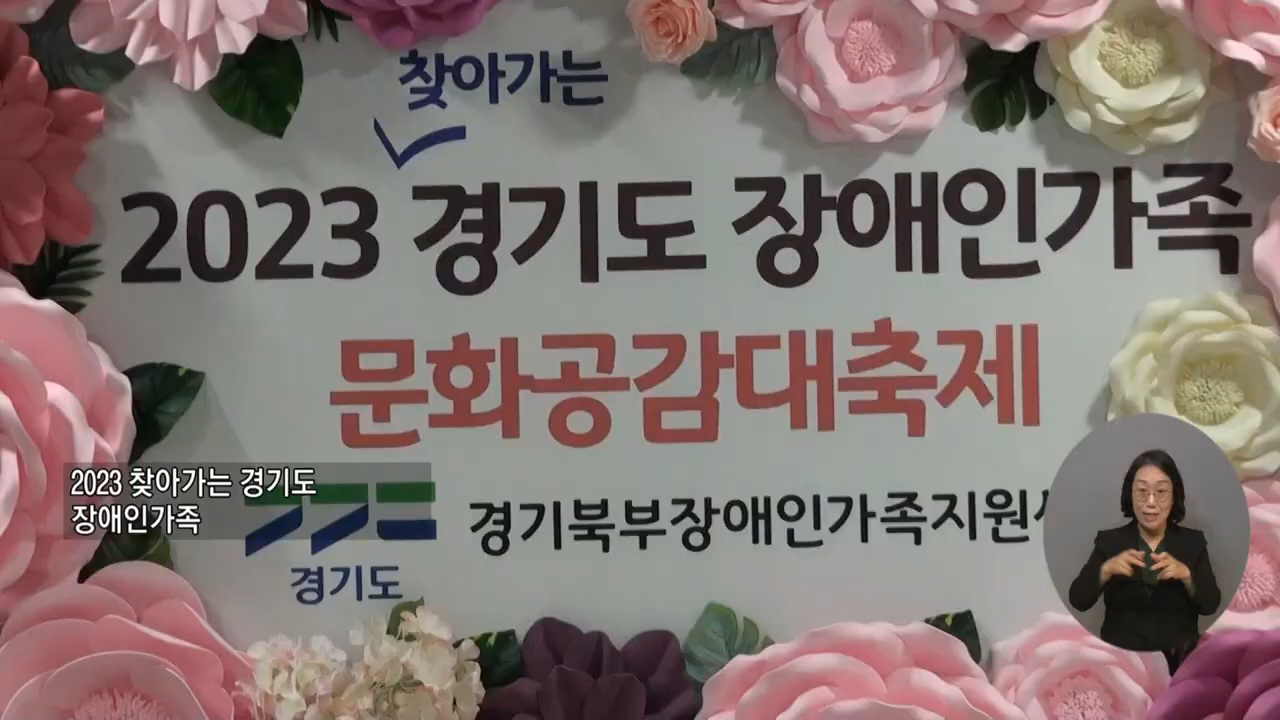 찾아가는
2023 경기도 장애인가족
문화공감대축제
경기도
경기북부장애인가족지원
2023 찾아가는 경기도
장애인가족